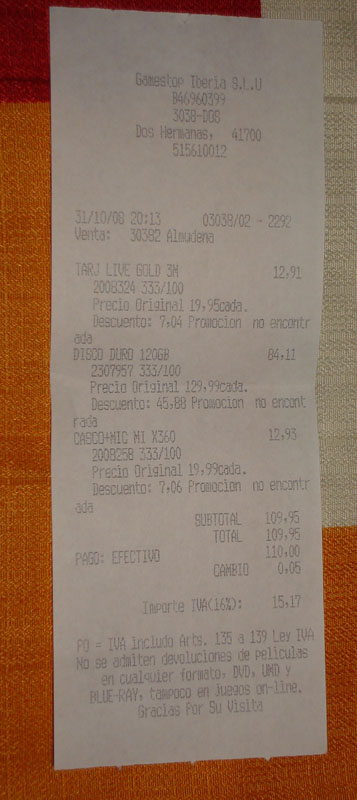 Gamestop Iberia S.L.U
B46960399
3038-DOS
Dos Hermanas, 41700
515610012
31/10/08 20:13 03038/02 - 2292
Venta: 30382 Almudena
TARJ LIVE GOLD 3M 12,91
2008324 333/100
Precio Original 19,95cada.
Descuento: 7,04 Promocion no encontr
ada
DISCO DURO 120GB 84,11
2307957 333/100
Precio Original 129,99cada.
Descuento: 45,88 Promocion no encont
rada
CASCO+MIC MI X360 12,93
2008258 333/100
Precio Original 19,99cada.
Descuento: 7,06 Promocion no encontr
ada
SUBTOTAL 109,95
TOTAL 109,95
PAGO: EFECTIVO 110,00
CAMBIO 0,05
Importe IVA(16%): 15,17
PO = IVA incluido Arts. 135 a 139 Ley IVA
No se admiten devoluciones de peliculas
en cualquier formato, DVD, UMD y
BLUE-RAY, tampoco en juegos on-line.
Gracias Por Su Visita